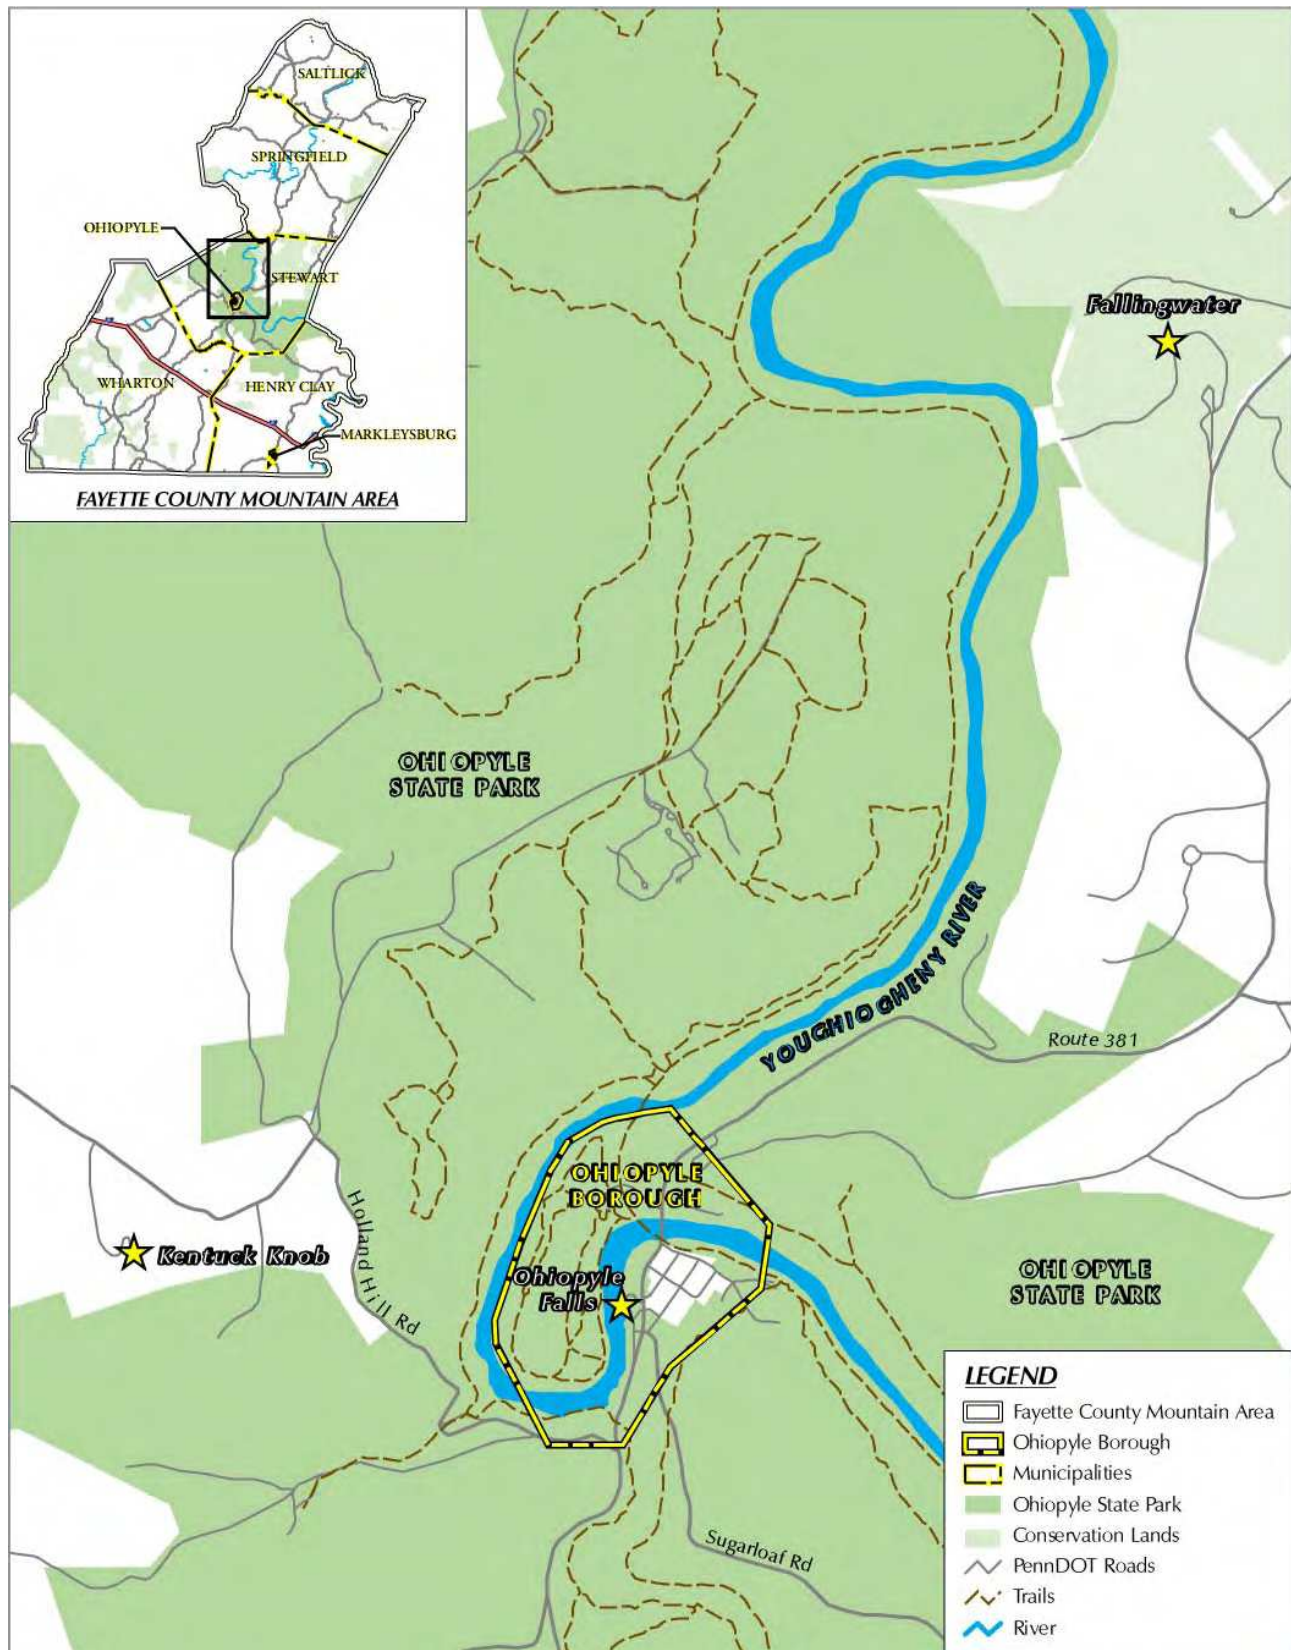 SALTLICK
SPRINGFIELD
OHIOPYLE
STEWART
WHARTON
HENRY CLAY
MARKLEYSBURG
FAYETTE COUNTY MOUNTAIN AREA
Fallingwater
OHIOPYLE
STATE PARK
YOUGHIOGHENY RIVER
Route 381
OHIOPYLE
BOROUGH
Holland Hill Rd
Kentuck Knob
Ohiopyle
Falls
OHIOPYLE
STATE PARK
Sugarloaf Rd
LEGEND
Fayette County Mountain Area
Ohiopyle Borough
Municipalities
Ohiopyle State Park
Conservation Lands
PennDOT Roads
Trails
River